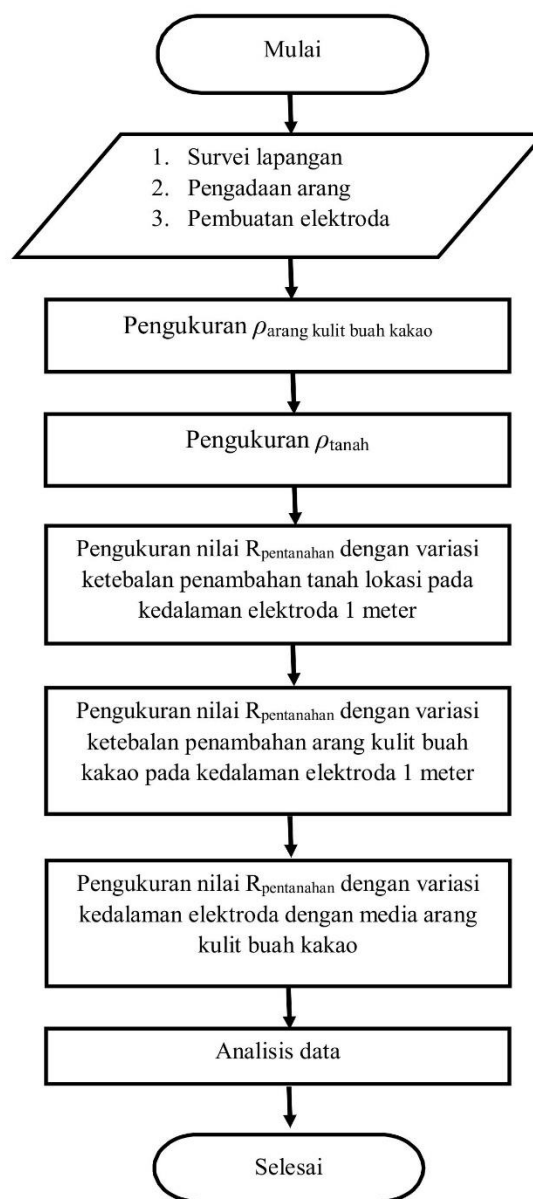 Mulai
1. Survei lapangan
2. Pengadaan arang
3. Pembuatan elektroda
Pengukuran ρarang kulit buah kakao
Pengukuran ρtanah
Pengukuran nilai Rpentanahan dengan variasi
ketebalan penambahan tanah lokasi pada
kedalaman elektroda 1 meter
Pengukuran nilai Rpentanahan dengan variasi
ketebalan penambahan arang kulit buah
kakao pada kedalaman elektroda 1 meter
Pengukuran nilai Rpentanahan dengan variasi
kedalaman elektroda dengan media arang
kulit buah kakao
Analisis data
Selesai